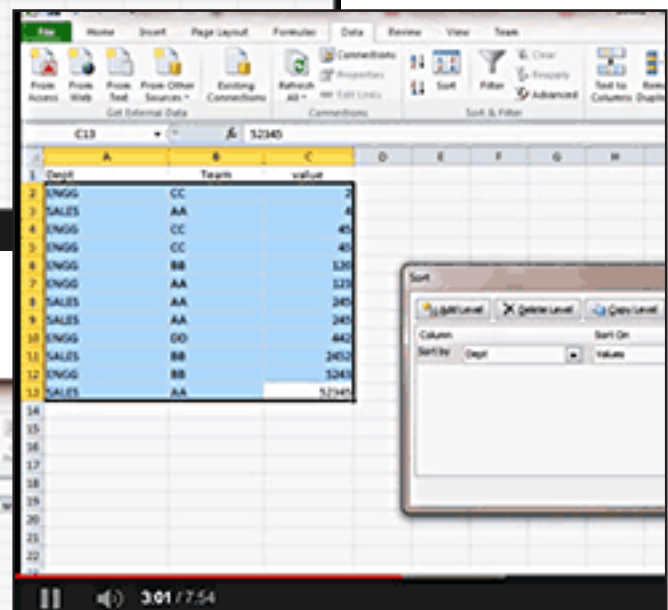 File Home Insert Page Layout Formulas Data Review View Team
From Access From Web From Text From Other Sources Existing Connections Refresh All Connections Properties Edit Links Sort Filter Clear Reapply Advanced Text to Columns
Get External Data Connections Sort & Filter
C13 fx 52345
A B C D E F G H
1 Dept Team value
2 ENGG CC 2
3 SALES AA 4
4 ENGG CC 45
5 ENGG CC 45
6 ENGG BB 120
7 ENGG AA 123
8 SALES AA 245
9 SALES AA 245
10 ENGG DD 442
11 SALES BB 2452
12 ENGG BB 5243
13 SALES AA 52345
14
15
16
17
18
19
20
21
22
Sort
Add Level Delete Level Copy Level
Column Sort On
Sort by Dept Values
3:01 / 7:54